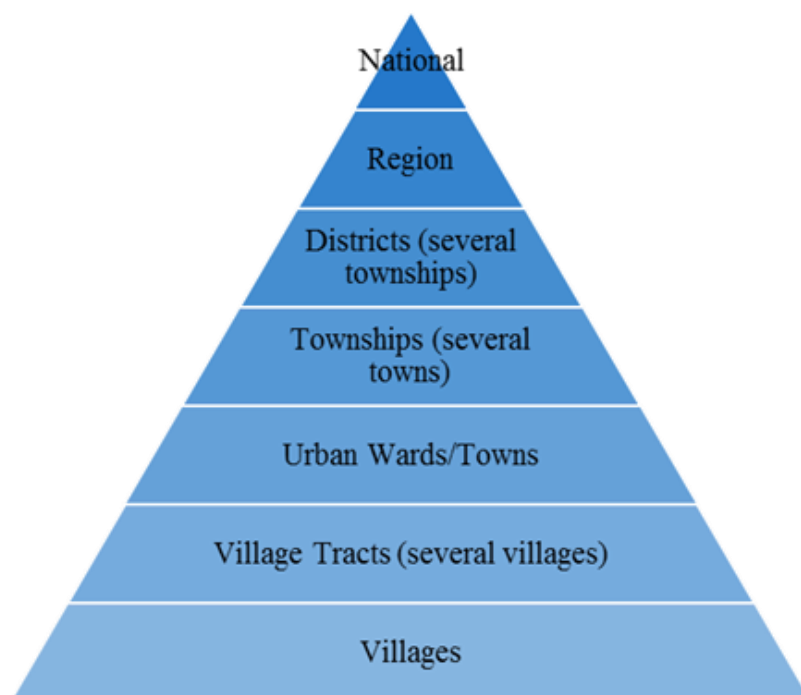 National
Region
Districts (several
townships)
Townships (several
towns)
Urban Wards/Towns
Village Tracts (several villages)
Villages